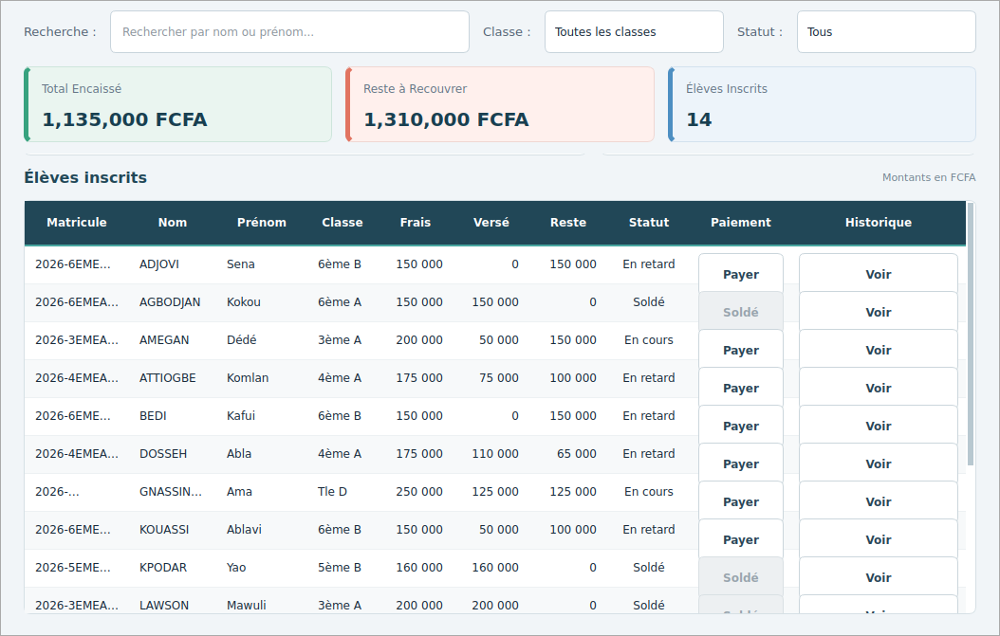 Recherche : Rechercher par nom ou prénom... Classe : Toutes les classes Statut : Tous
Total Encaissé Reste à Recouvrer Élèves Inscrits
1,135,000 FCFA 1,310,000 FCFA 14
Élèves inscrits Montants en FCFA
Matricule Nom Prénom Classe Frais Versé Reste Statut Paiement Historique
2026-6EME... ADJOVI Sena 6ème B 150 000 0 150 000 En retard Payer Voir
2026-6EMEA... AGBODJAN Kokou 6ème A 150 000 150 000 0 Soldé Soldé Voir
2026-3EMEA... AMEGAN Dédé 3ème A 200 000 50 000 150 000 En cours Payer Voir
2026-4EMEA... ATTIOGBE Komlan 4ème A 175 000 75 000 100 000 En retard Payer Voir
2026-6EME... BEDI Kafui 6ème B 150 000 0 150 000 En retard Payer Voir
2026-4EMEA... DOSSEH Abla 4ème A 175 000 110 000 65 000 En retard Payer Voir
2026-... GNASSIN... Ama Tle D 250 000 125 000 125 000 En cours Payer Voir
2026-6EME... KOUASSI Ablavi 6ème B 150 000 50 000 100 000 En retard Payer Voir
2026-5EME... KPODAR Yao 5ème B 160 000 160 000 0 Soldé Soldé Voir
2026-3EMEA... LAWSON Mawuli 3ème A 200 000 200 000 0 Soldé